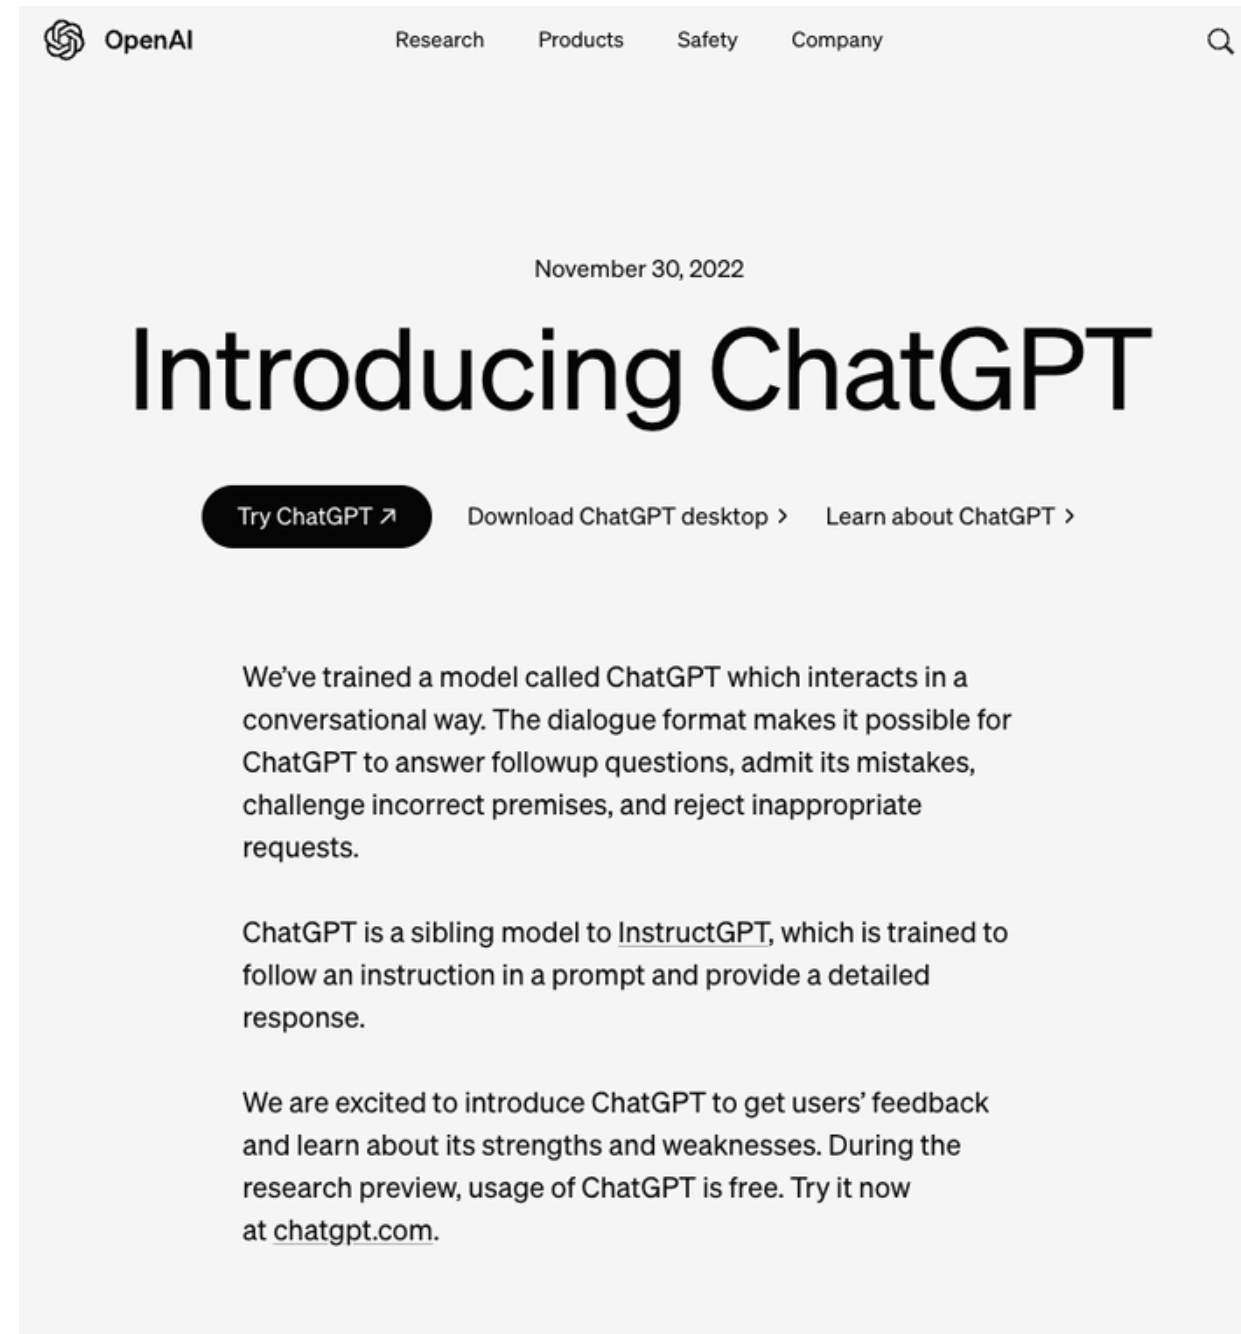 OpenAI
Research Products Safety Company
November 30, 2022
Introducing ChatGPT
Try ChatGPT ↗ Download ChatGPT desktop > Learn about ChatGPT >
We’ve trained a model called ChatGPT which interacts in a
conversational way. The dialogue format makes it possible for
ChatGPT to answer followup questions, admit its mistakes,
challenge incorrect premises, and reject inappropriate
requests.
ChatGPT is a sibling model to InstructGPT, which is trained to
follow an instruction in a prompt and provide a detailed
response.
We are excited to introduce ChatGPT to get users’ feedback
and learn about its strengths and weaknesses. During the
research preview, usage of ChatGPT is free. Try it now
at chatgpt.com.